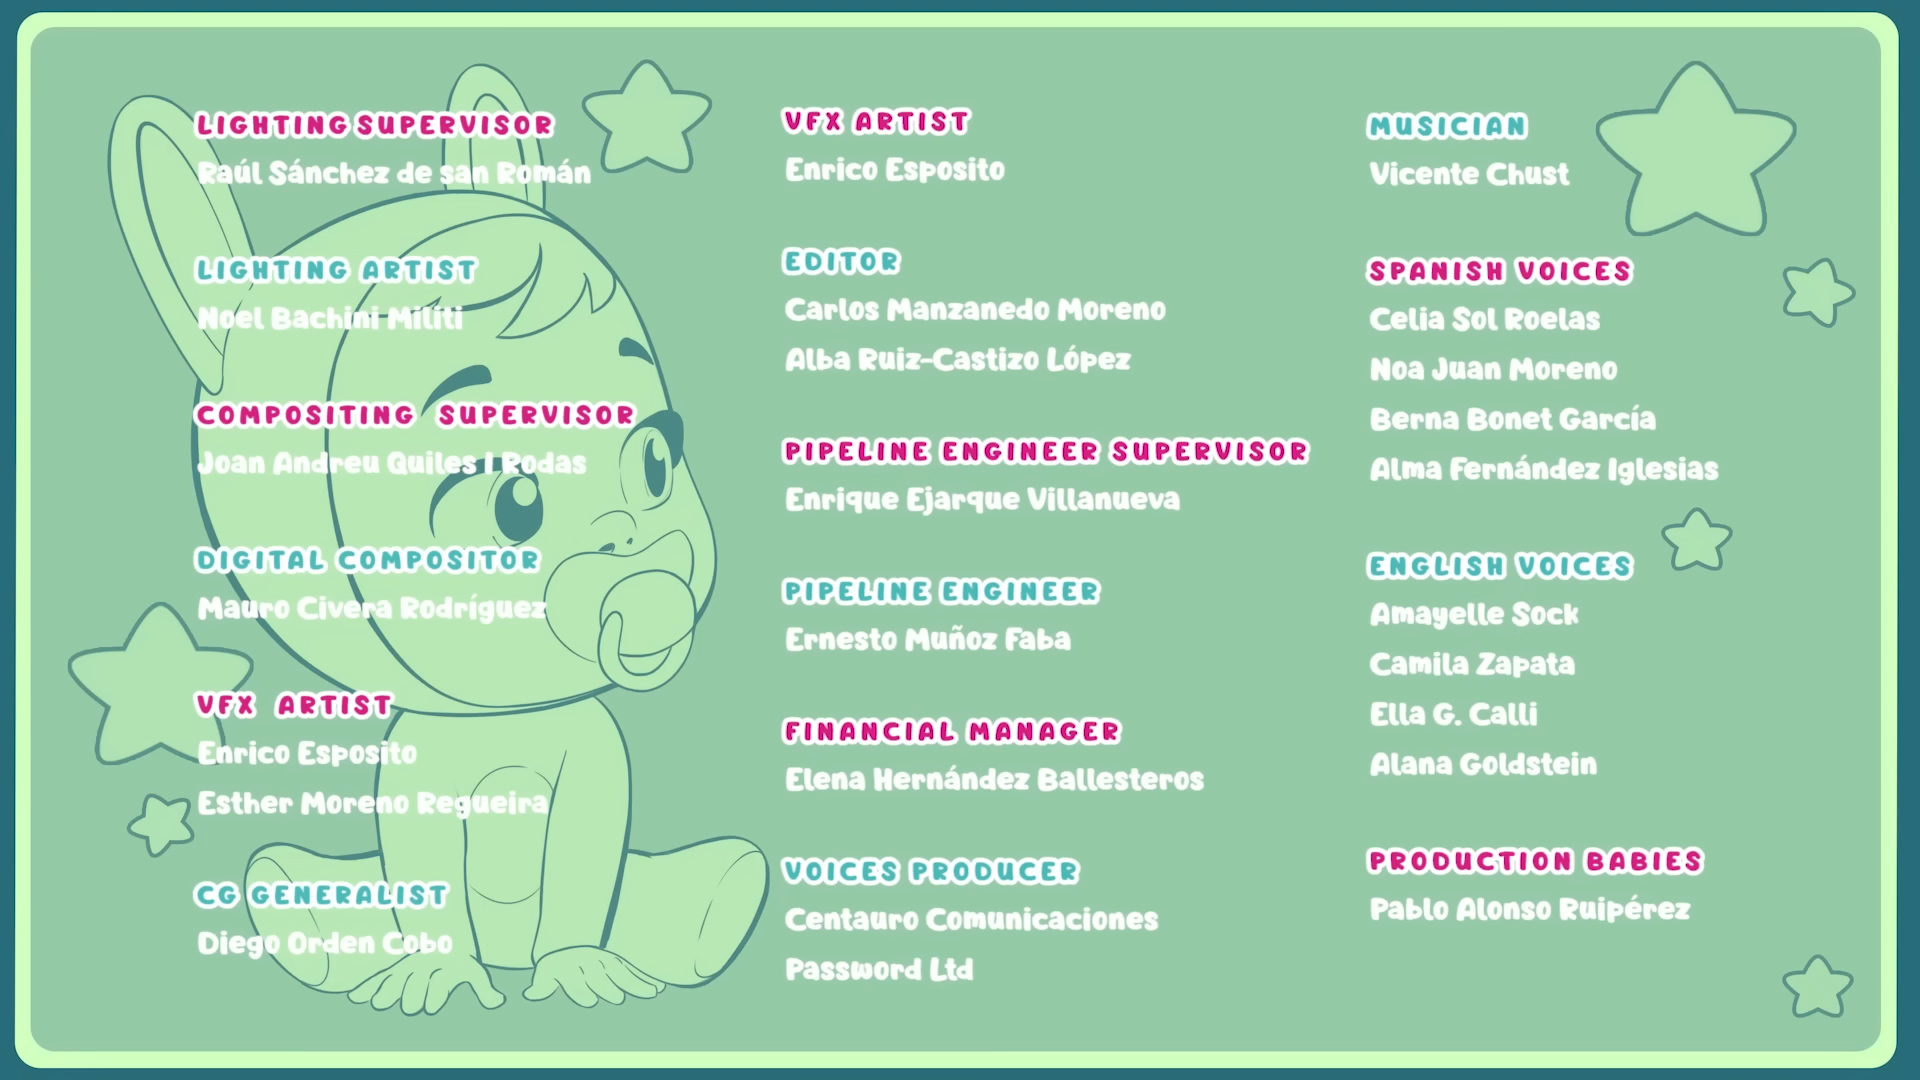 LIGHTING SUPERVISOR
Raúl Sánchez de san Román
LIGHTING ARTIST
Noel Bachini Militi
COMPOSITING SUPERVISOR
Joan Andreu Quiles I Rodas
DIGITAL COMPOSITOR
Mauro Civera Rodríguez
VFX ARTIST
Enrico Esposito
Esther Moreno Regueira
CG GENERALIST
Diego Orden Cobo
VFX ARTIST
Enrico Esposito
EDITOR
Carlos Manzanedo Moreno
Alba Ruiz-Castizo López
PIPELINE ENGINEER SUPERVISOR
Enrique Ejarque Villanueva
PIPELINE ENGINEER
Ernesto Muñoz Faba
FINANCIAL MANAGER
Elena Hernández Ballesteros
VOICES PRODUCER
Centauro Comunicaciones
Password Ltd
MUSICIAN
Vicente Chust
SPANISH VOICES
Celia Sol Roelas
Noa Juan Moreno
Berna Bonet García
Alma Fernández Iglesias
ENGLISH VOICES
Amayelle Sock
Camila Zapata
Ella G. Calli
Alana Goldstein
PRODUCTION BABIES
Pablo Alonso Ruipérez